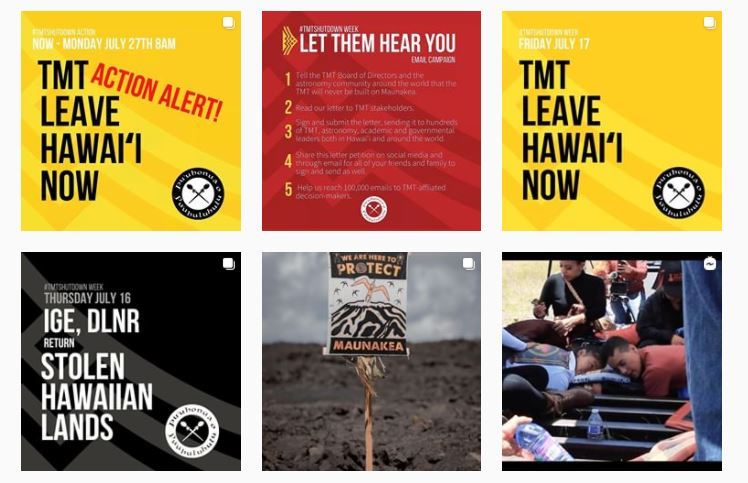 #TMTSHUTDOWN ACTION
NOW - MONDAY JULY 27TH 8AM
TMT ACTION ALERT!
LEAVE
HAWAIʻI
NOW
puuhonua o
puuhuluhulu
#TMTSHUTDOWN WEEK
LET THEM HEAR YOU
EMAIL CAMPAIGN
1 Tell the TMT Board of Directors and the
astronomy community around the world that the
TMT will never be built on Maunakea.
2 Read our letter to TMT stakeholders.
3 Sign and submit the letter, sending it to hundreds
of TMT, astronomy, academic and governmental
leaders both in Hawaiʻi and around the world.
4 Share this letter petition on social media and
through email for all of your friends and family to
sign and send as well.
5 Help us reach 100,000 emails to TMT-affliated
decision-makers.
#TMTSHUTDOWN WEEK
FRIDAY JULY 17
TMT
LEAVE
HAWAIʻI
NOW
puuhonua o
puuhuluhulu
#TMTSHUTDOWN WEEK
THURSDAY JULY 16
IGE, DLNR
RETURN
STOLEN
HAWAIIAN
LANDS
puuhonua o
puuhuluhulu
WE ARE HERE TO
PROTECT
MAUNAKEA